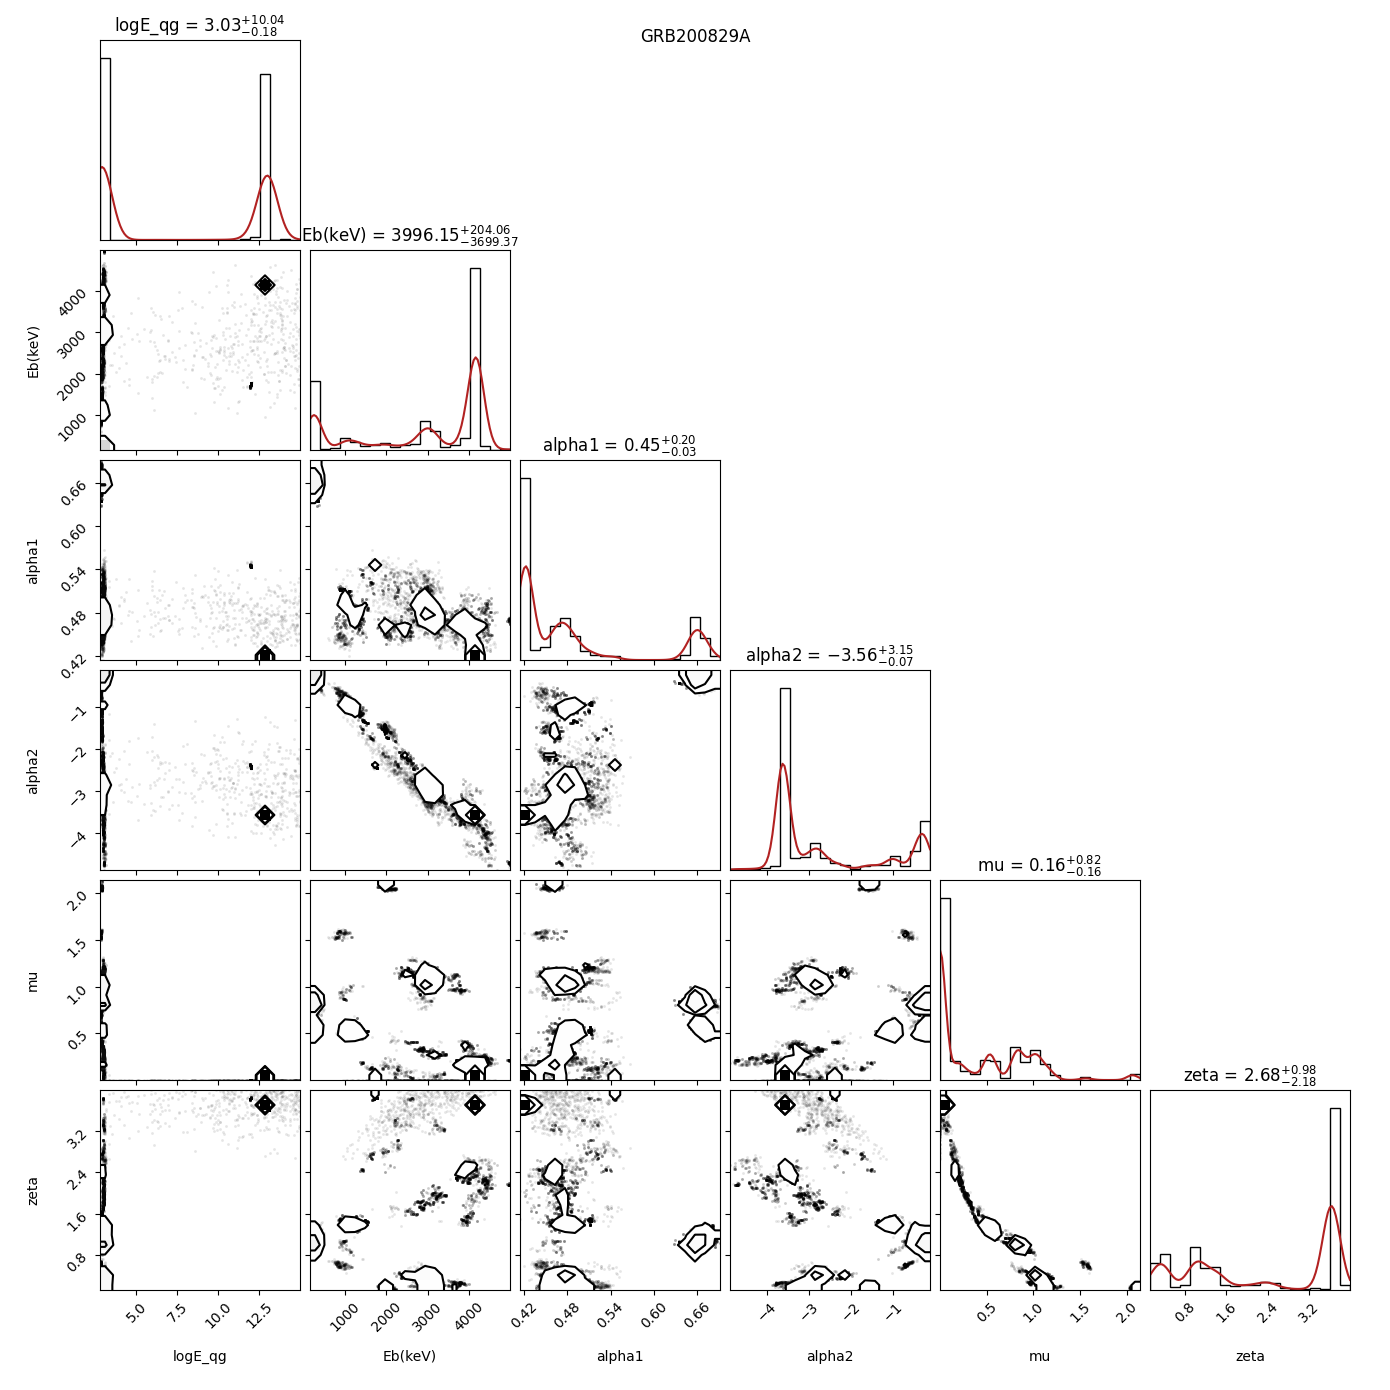 GRB200829A
logE_qg = 3.03^{+10.04}_{-0.18}
Eb(keV) = 3996.15^{+204.06}_{-3699.37}
Eb(keV)
4000
3000
2000
1000
alpha1 = 0.45^{+0.20}_{-0.03}
alpha1
0.66
0.60
0.54
0.48
0.42
alpha2 = −3.56^{+3.15}_{-0.07}
alpha2
−1
−2
−3
−4
mu = 0.16^{+0.82}_{-0.16}
mu
2.0
1.5
1.0
0.5
zeta = 2.68^{+0.98}_{-2.18}
zeta
3.2
2.4
1.6
0.8
5.0 7.5 10.0 12.5 1000 2000 3000 4000 0.42 0.48 0.54 0.60 0.66 −4 −3 −2 −1 0.5 1.0 1.5 2.0 0.8 1.6 2.4 3.2
logE_qg Eb(keV) alpha1 alpha2 mu zeta